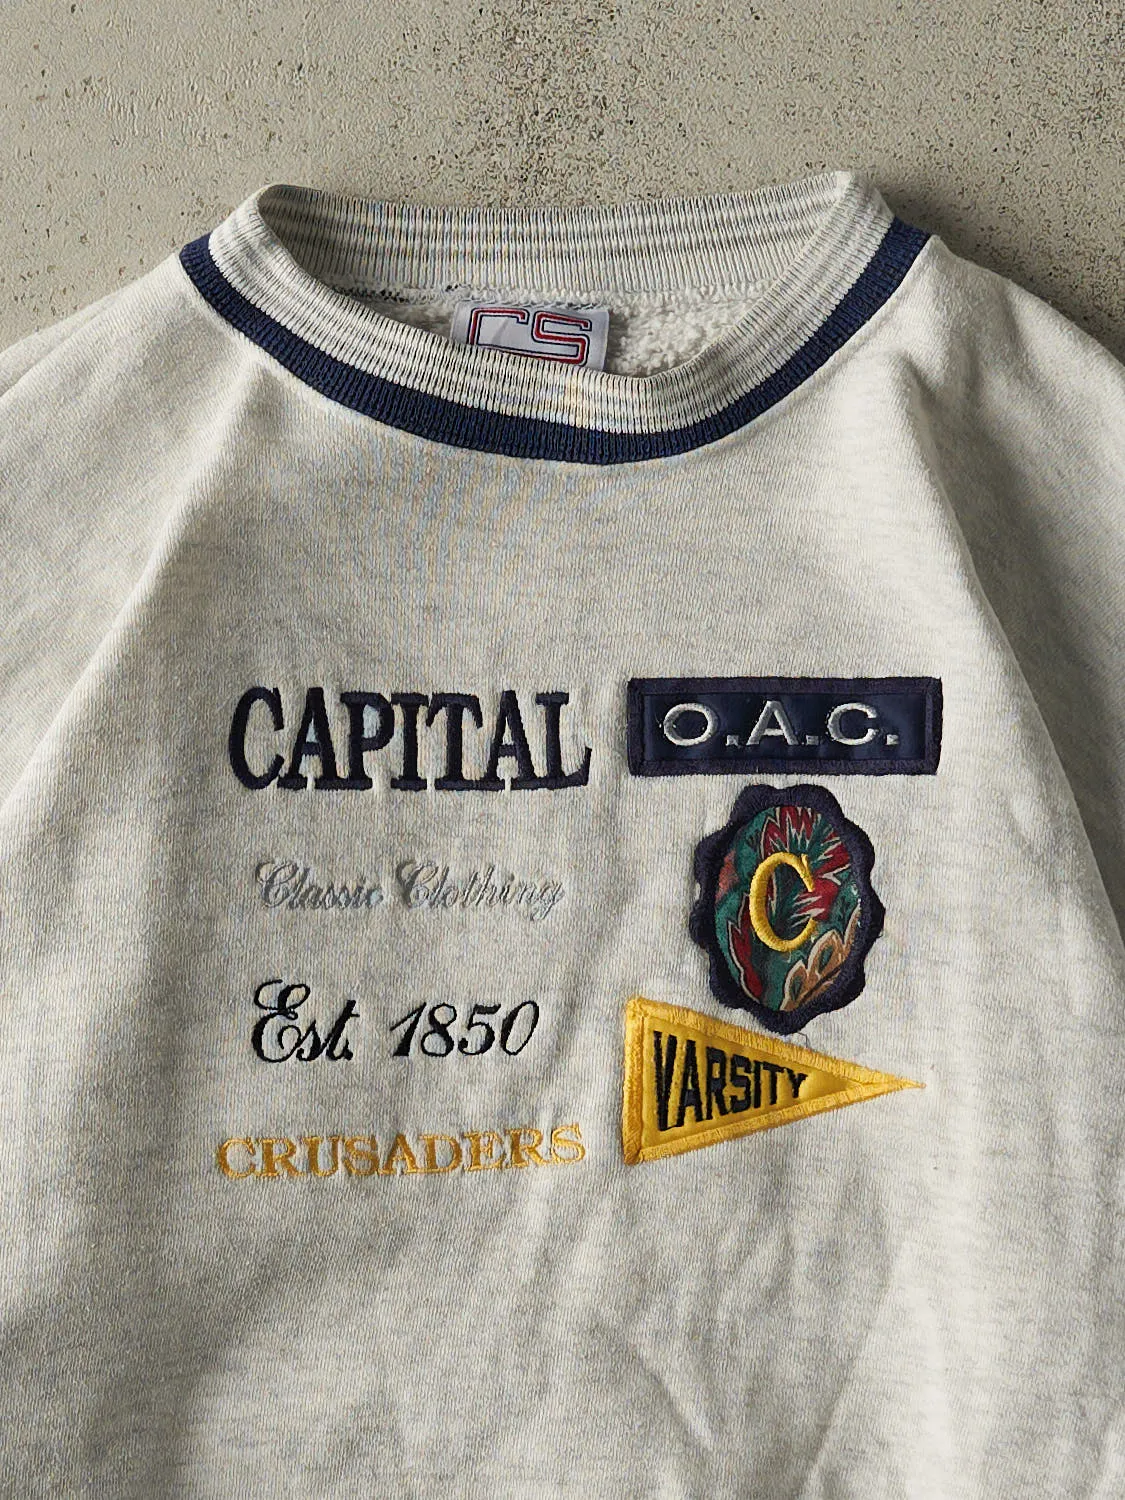 CS
CAPITAL
Classic Clothing
Est. 1850
CRUSADERS
O.A.C.
C
VARSITY